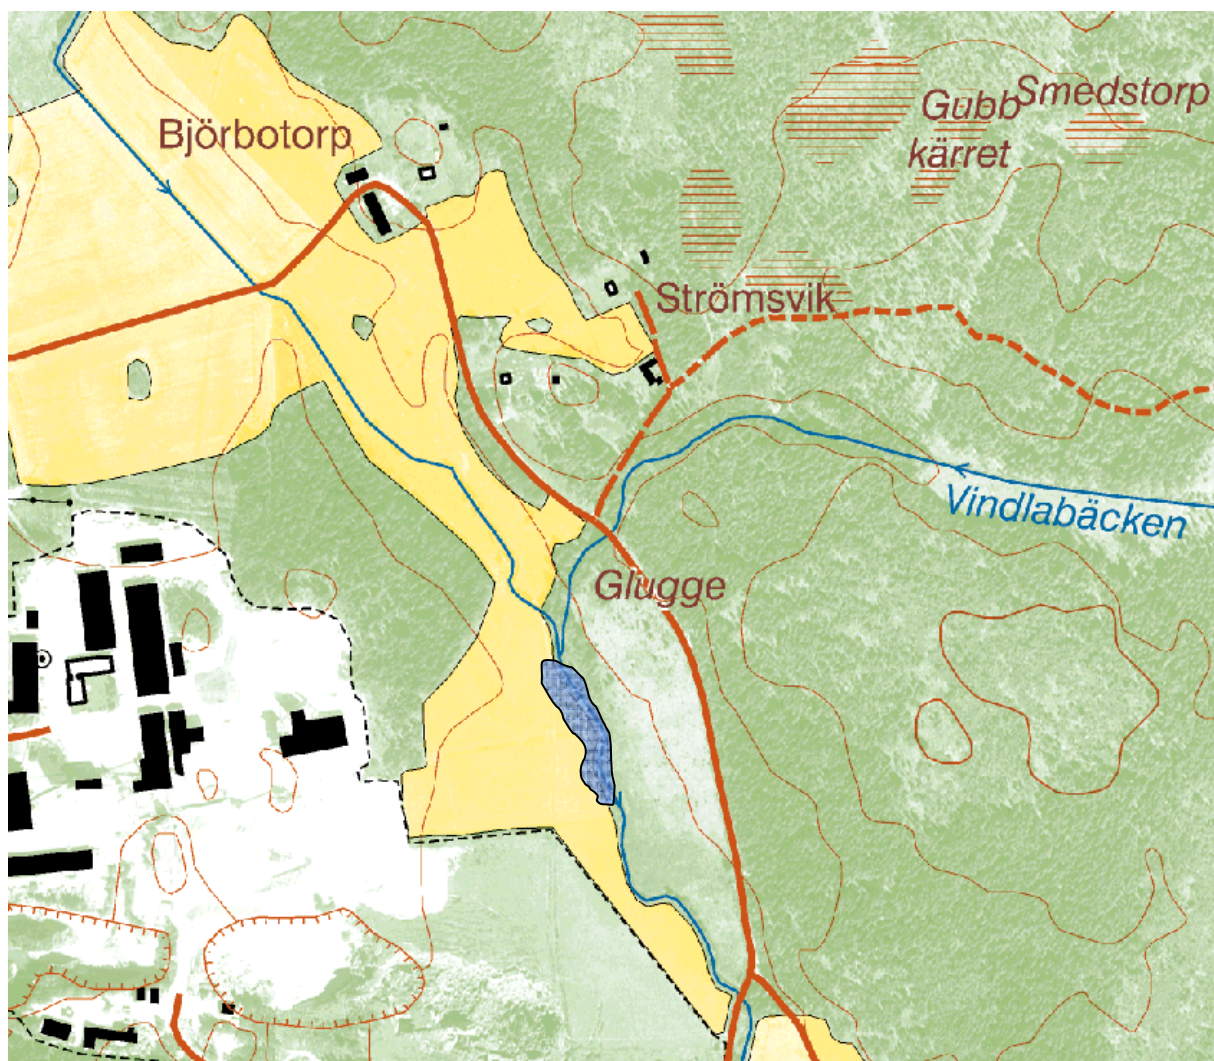 Smedstorp
Gubb
kärret
Björbotorp
Strömsvik
Vindlabäcken
Glugge